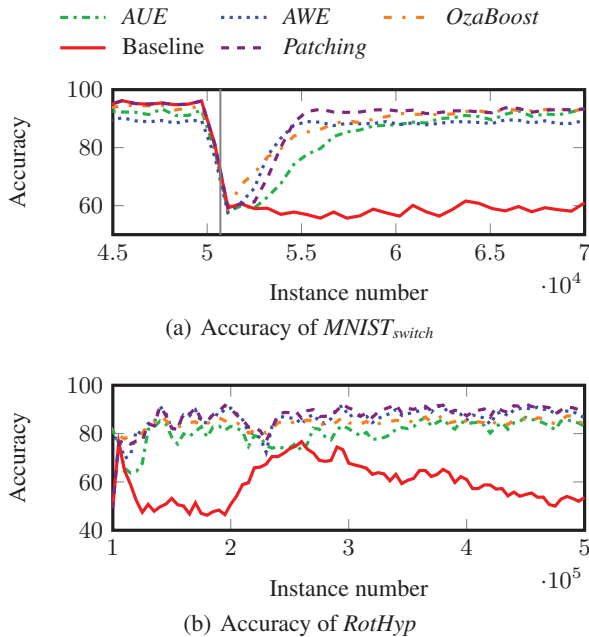 AUE AWE OzaBoost
Baseline Patching
100
80
60
Accuracy
4.5 5 5.5 6 6.5 7
·10⁴
Instance number
(a) Accuracy of MNIST_switch
100
80
60
40
Accuracy
1 2 3 4 5
·10⁵
Instance number
(b) Accuracy of RotHyp